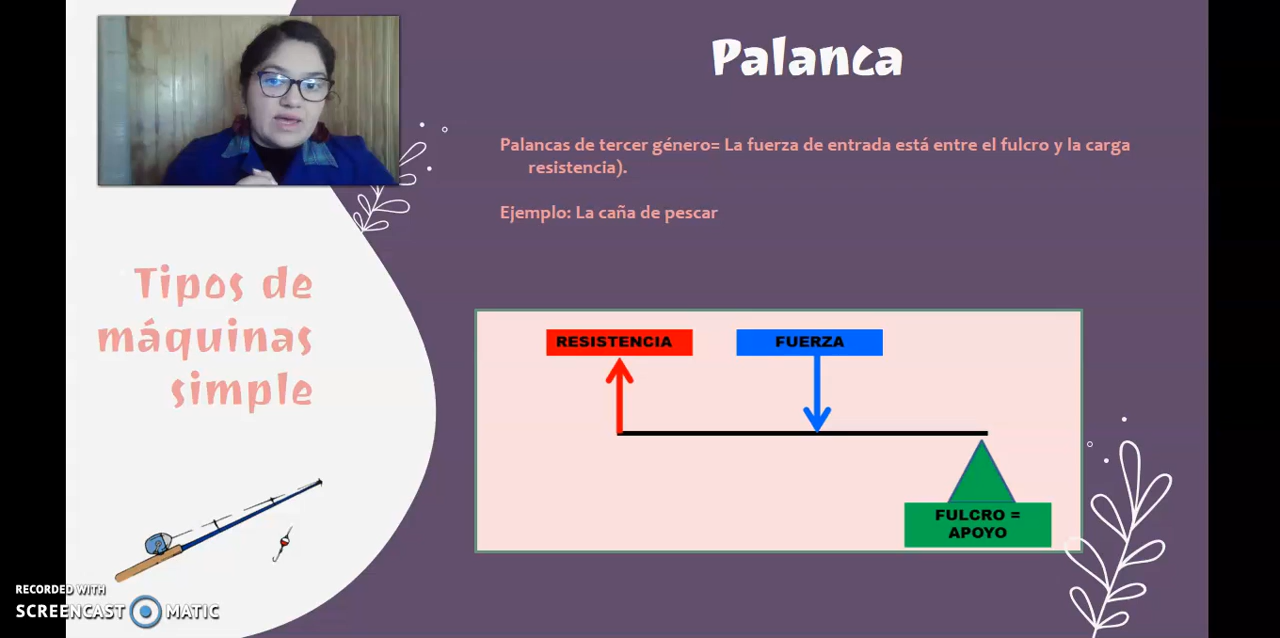 Palanca
Palancas de tercer género= La fuerza de entrada está entre el fulcro y la carga
resistencia).
Ejemplo: La caña de pescar
Tipos de
máquinas
simple
RESISTENCIA
FUERZA
FULCRO =
APOYO
RECORDED WITH
SCREENCAST MATIC